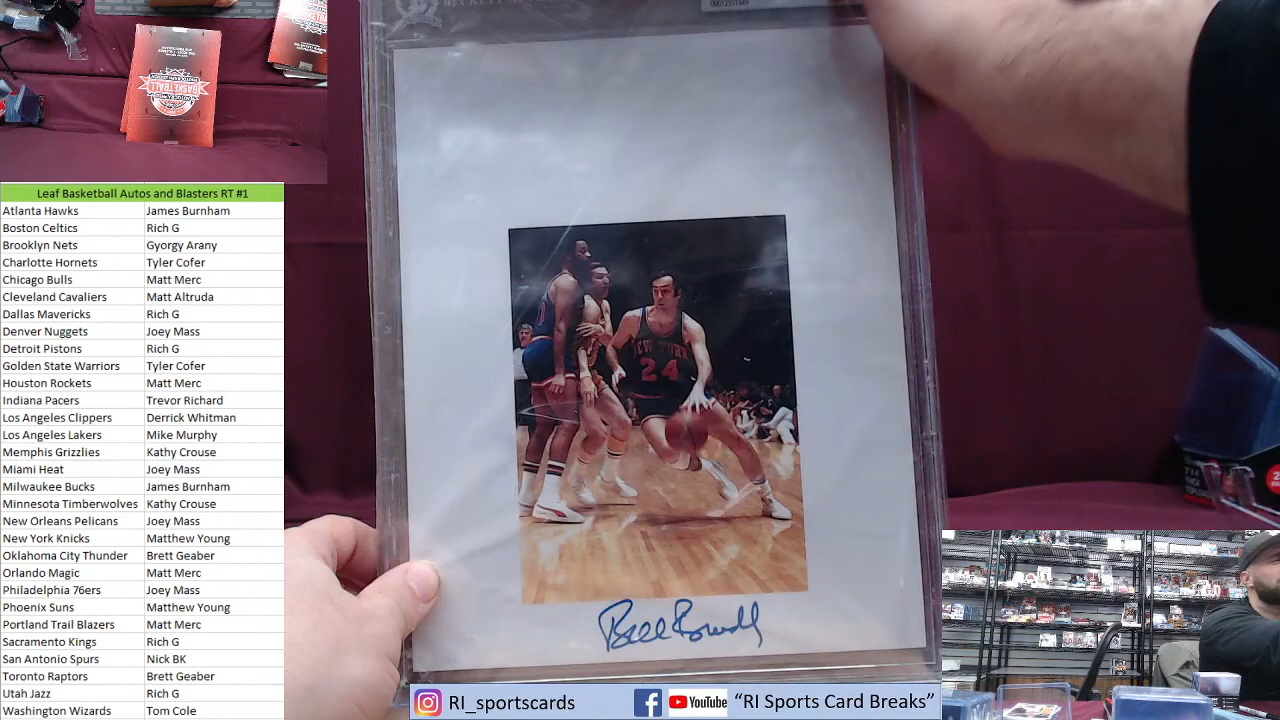 BECKETT
BASKETBALL
Leaf Basketball Autos and Blasters RT #1
Atlanta Hawks James Burnham
Boston Celtics Rich G
Brooklyn Nets Gyorgy Arany
Charlotte Hornets Tyler Cofer
Chicago Bulls Matt Merc
Cleveland Cavaliers Matt Altruda
Dallas Mavericks Rich G
Denver Nuggets Joey Mass
Detroit Pistons Rich G
Golden State Warriors Tyler Cofer
Houston Rockets Matt Merc
Indiana Pacers Trevor Richard
Los Angeles Clippers Derrick Whitman
Los Angeles Lakers Mike Murphy
Memphis Grizzlies Kathy Crouse
Miami Heat Joey Mass
Milwaukee Bucks James Burnham
Minnesota Timberwolves Kathy Crouse
New Orleans Pelicans Joey Mass
New York Knicks Matthew Young
Oklahoma City Thunder Brett Geaber
Orlando Magic Matt Merc
Philadelphia 76ers Joey Mass
Phoenix Suns Matthew Young
Portland Trail Blazers Matt Merc
Sacramento Kings Rich G
San Antonio Spurs Nick BK
Toronto Raptors Brett Geaber
Utah Jazz Rich G
Washington Wizards Tom Cole
NEW YORK
24
Bill Bradley
RI_sportscards
YouTube
"RI Sports Card Breaks"